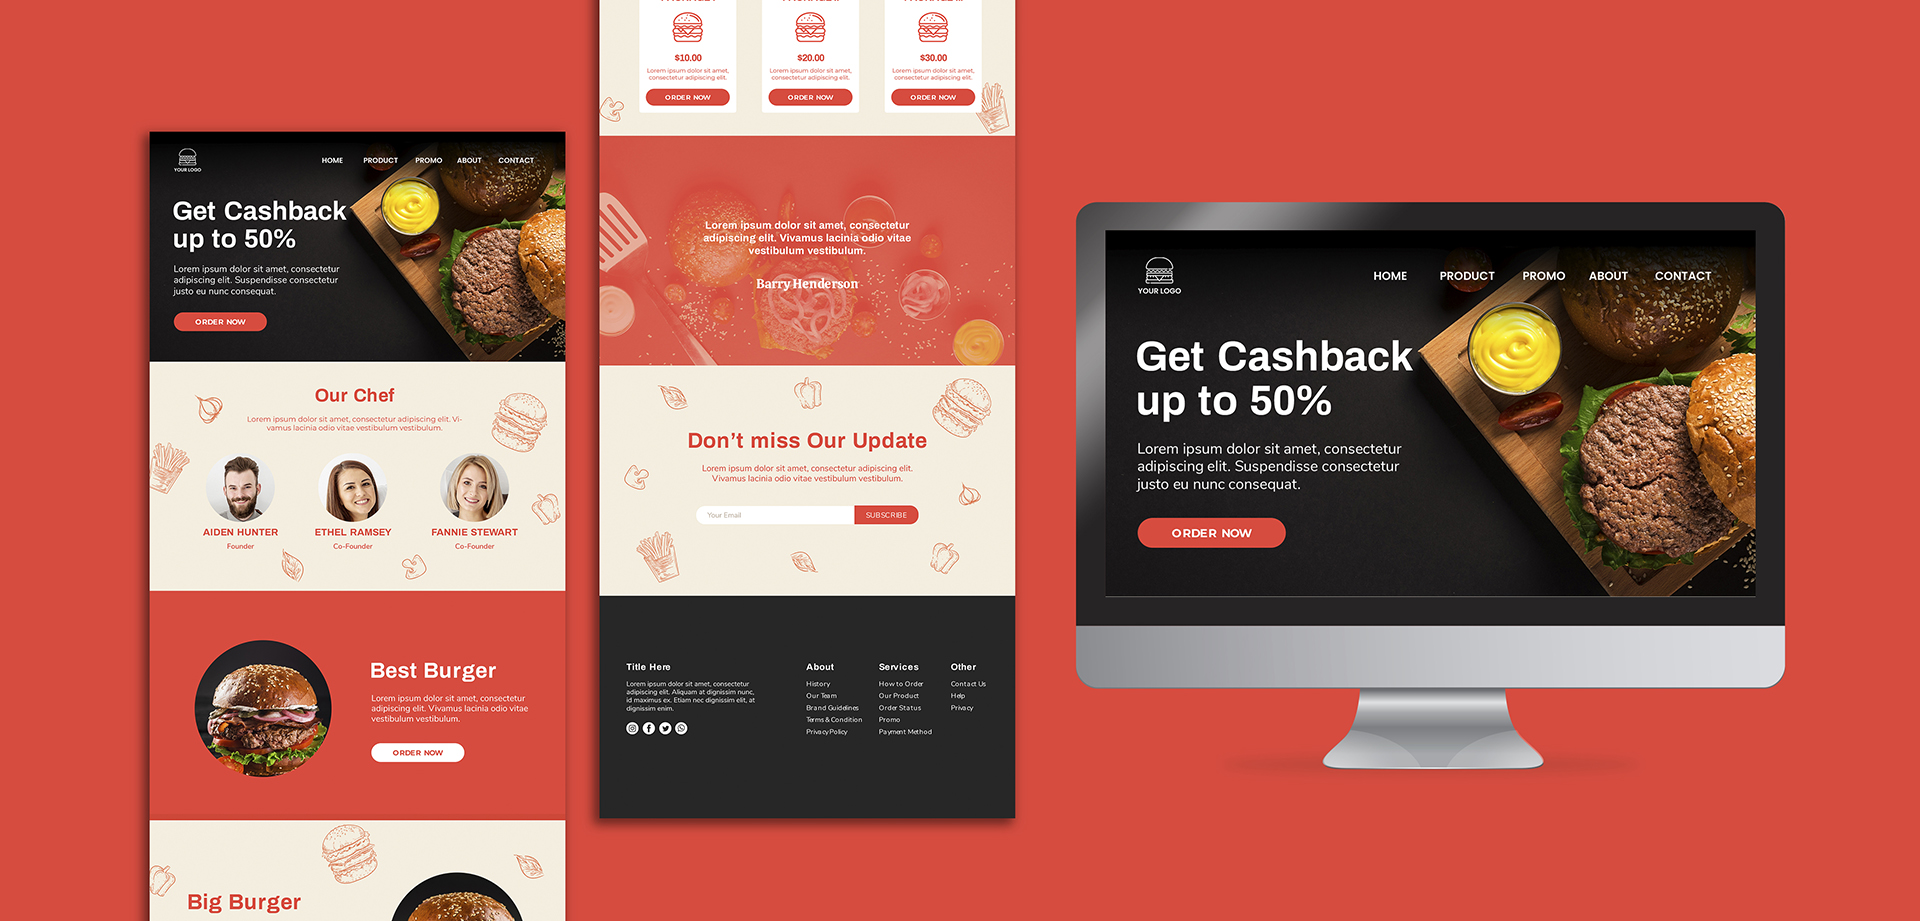 YOUR LOGO
HOME PRODUCT PROMO ABOUT CONTACT
Get Cashback
up to 50%
Lorem ipsum dolor sit amet, consectetur
adipiscing elit. Suspendisse consectetur
justo eu nunc consequat.
ORDER NOW
Our Chef
Lorem ipsum dolor sit amet, consectetur adipiscing elit. Vi-
vamus lacinia odio vitae vestibulum vestibulum.
AIDEN HUNTER ETHEL RAMSEY FANNIE STEWART
Founder Co-Founder Co-Founder
Best Burger
Lorem ipsum dolor sit amet, consectetur
adipiscing elit. Vivamus lacinia odio vitae
vestibulum vestibulum.
ORDER NOW
Big Burger
$10.00 $20.00 $30.00
Lorem ipsum dolor sit amet, Lorem ipsum dolor sit amet, Lorem ipsum dolor sit amet,
consectetur adipiscing elit. consectetur adipiscing elit. consectetur adipiscing elit.
ORDER NOW ORDER NOW ORDER NOW
Lorem ipsum dolor sit amet, consectetur
adipiscing elit. Vivamus lacinia odio vitae
vestibulum vestibulum.
Barry Henderson
Don't miss Our Update
Lorem ipsum dolor sit amet, consectetur adipiscing elit.
Vivamus lacinia odio vitae vestibulum vestibulum.
Your Email SUBSCRIBE
Title Here
Lorem ipsum dolor sit amet, consectetur
adipiscing elit. Aliquam at dignissim nunc,
id maximus ex. Etiam nec dignissim elit, at
dignissim enim.
About
History
Our Team
Brand Guidelines
Terms & Condition
Privacy Policy
Services
How to Order
Our Product
Order Status
Promo
Payment Method
Other
Contact Us
Help
Privacy
YOUR LOGO
HOME PRODUCT PROMO ABOUT CONTACT
Get Cashback
up to 50%
Lorem ipsum dolor sit amet, consectetur
adipiscing elit. Suspendisse consectetur
justo eu nunc consequat.
ORDER NOW